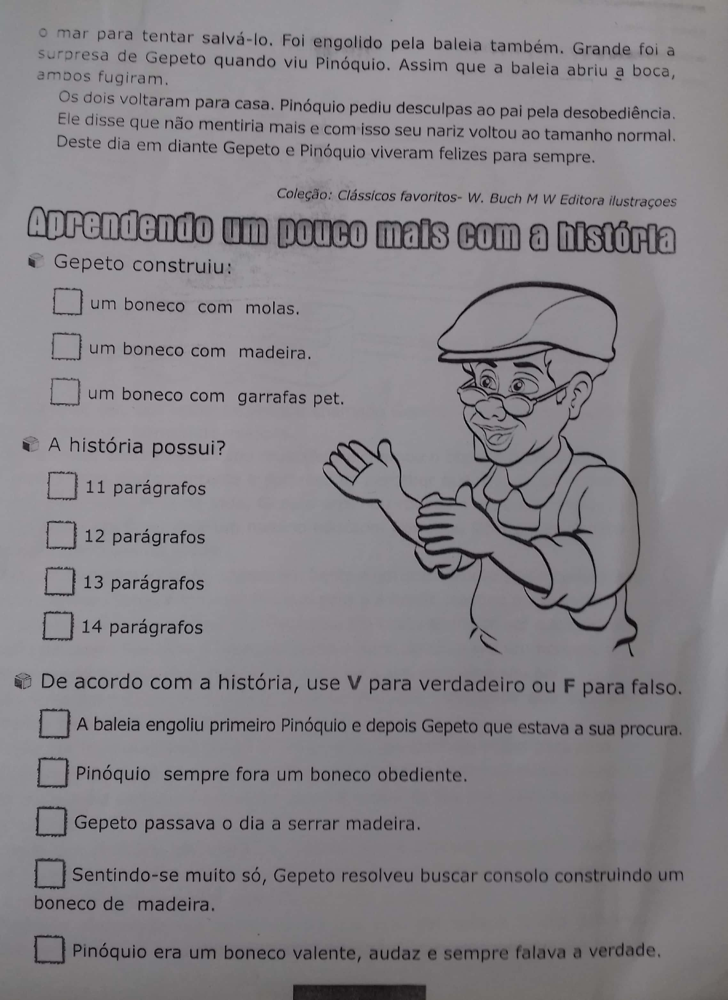 o mar para tentar salvá-lo. Foi engolido pela baleia também. Grande foi a
surpresa de Gepeto quando viu Pinóquio. Assim que a baleia abriu a boca,
ambos fugiram.
Os dois voltaram para casa. Pinóquio pediu desculpas ao pai pela desobediência.
Ele disse que não mentiria mais e com isso seu nariz voltou ao tamanho normal.
Deste dia em diante Gepeto e Pinóquio viveram felizes para sempre.
Coleção: Clássicos favoritos- W. Buch M W Editora ilustraçoes
Aprendendo um pouco mais com a história
Gepeto construiu:
um boneco com molas.
um boneco com madeira.
um boneco com garrafas pet.
A história possui?
11 parágrafos
12 parágrafos
13 parágrafos
14 parágrafos
De acordo com a história, use V para verdadeiro ou F para falso.
A baleia engoliu primeiro Pinóquio e depois Gepeto que estava a sua procura.
Pinóquio sempre fora um boneco obediente.
Gepeto passava o dia a serrar madeira.
Sentindo-se muito só, Gepeto resolveu buscar consolo construindo um
boneco de madeira.
Pinóquio era um boneco valente, audaz e sempre falava a verdade.